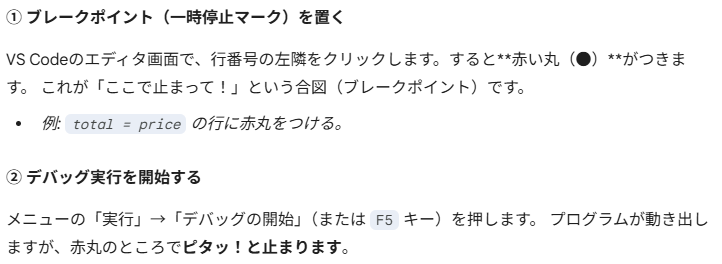 ① ブレークポイント（一時停止マーク）を置く
VS Codeのエディタ画面で、行番号の左隣をクリックします。すると**赤い丸（●）**がつきま
す。 これが「ここで止まって！」という合図（ブレークポイント）です。
• 例: total = price の行に赤丸をつける。
② デバッグ実行を開始する
メニューの「実行」→「デバッグの開始」（または F5 キー）を押します。 プログラムが動き出し
ますが、赤丸のところでピタッ！と止まります。